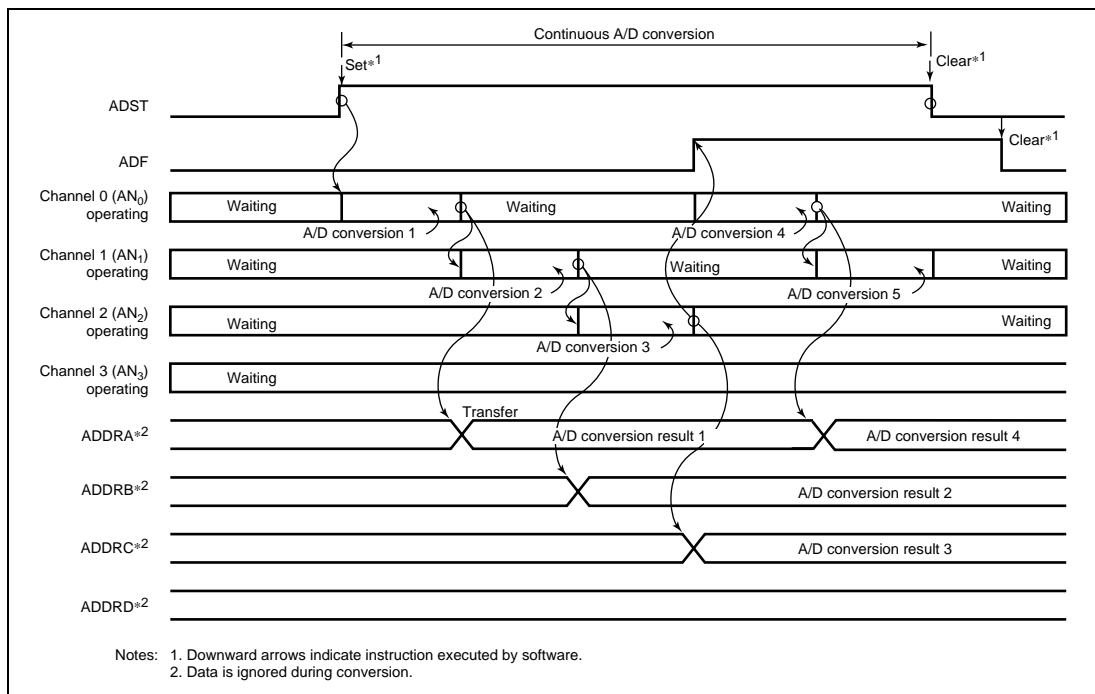 Continuous A/D conversion
Set*1
Clear*1
ADST
Clear*1
ADF
Channel 0 (AN0)
operating
Waiting
Waiting
Waiting
A/D conversion 1
A/D conversion 4
Channel 1 (AN1)
operating
Waiting
Waiting
Waiting
A/D conversion 2
A/D conversion 5
Channel 2 (AN2)
operating
Waiting
Waiting
A/D conversion 3
Channel 3 (AN3)
operating
Waiting
Transfer
ADDRA*2
A/D conversion result 1
A/D conversion result 4
ADDRB*2
A/D conversion result 2
ADDRC*2
A/D conversion result 3
ADDRD*2
Notes: 1. Downward arrows indicate instruction executed by software.
2. Data is ignored during conversion.